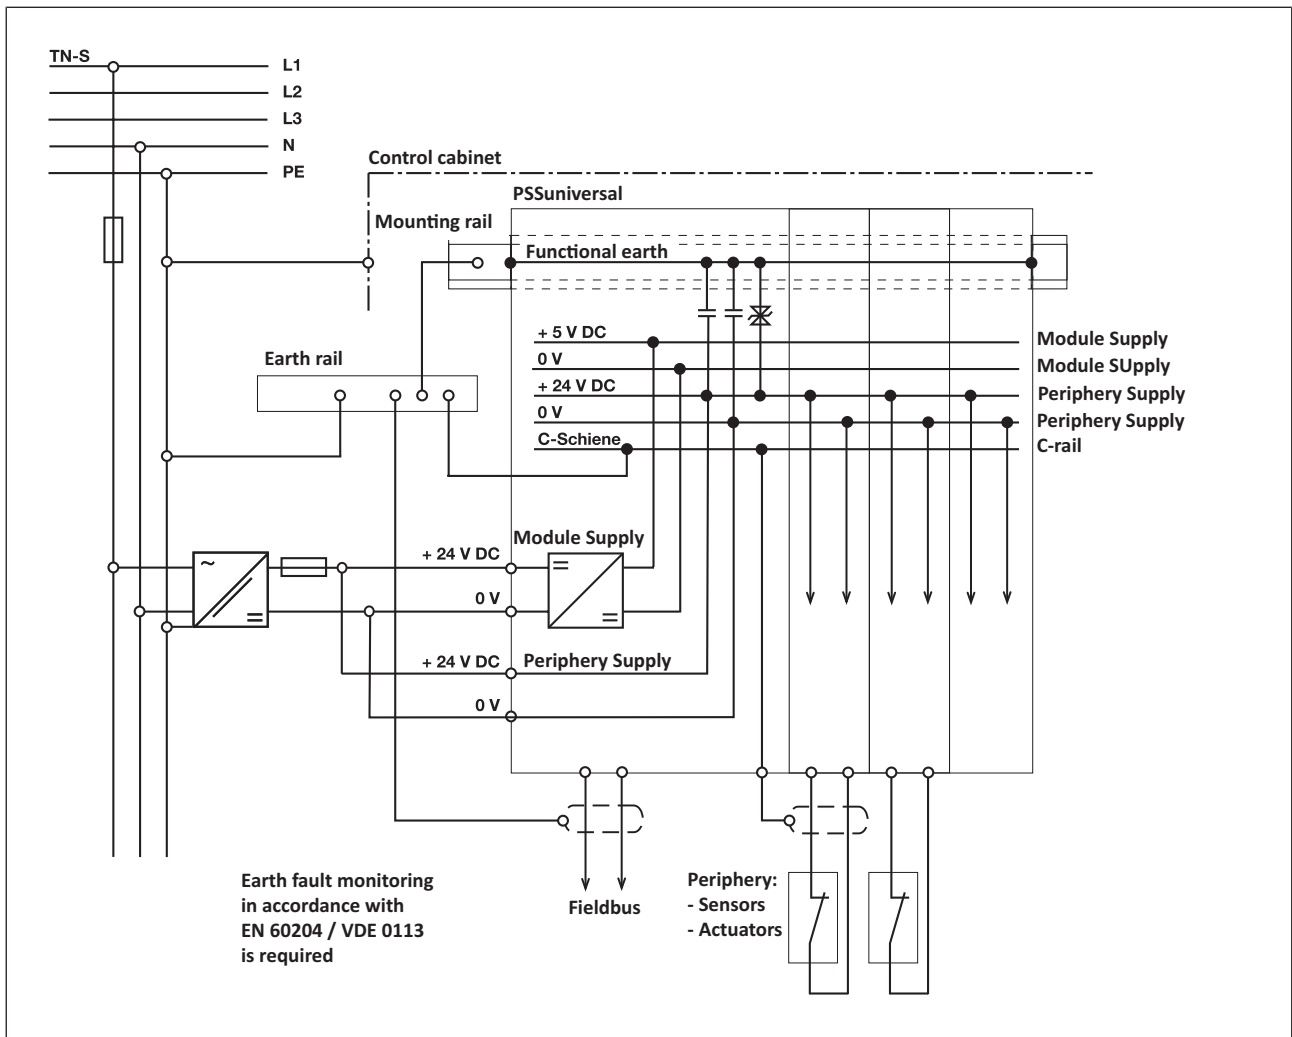 TN-S
L1
L2
L3
N
PE
Control cabinet
PSSuniversal
Mounting rail
Functional earth
+ 5 V DC
Module Supply
0 V
Module SUpply
+ 24 V DC
Periphery Supply
0 V
Periphery Supply
C-Schiene
C-rail
Earth rail
Module Supply
+ 24 V DC
0 V
+ 24 V DC
Periphery Supply
0 V
Earth fault monitoring
in accordance with
EN 60204 / VDE 0113
is required
Fieldbus
Periphery:
- Sensors
- Actuators